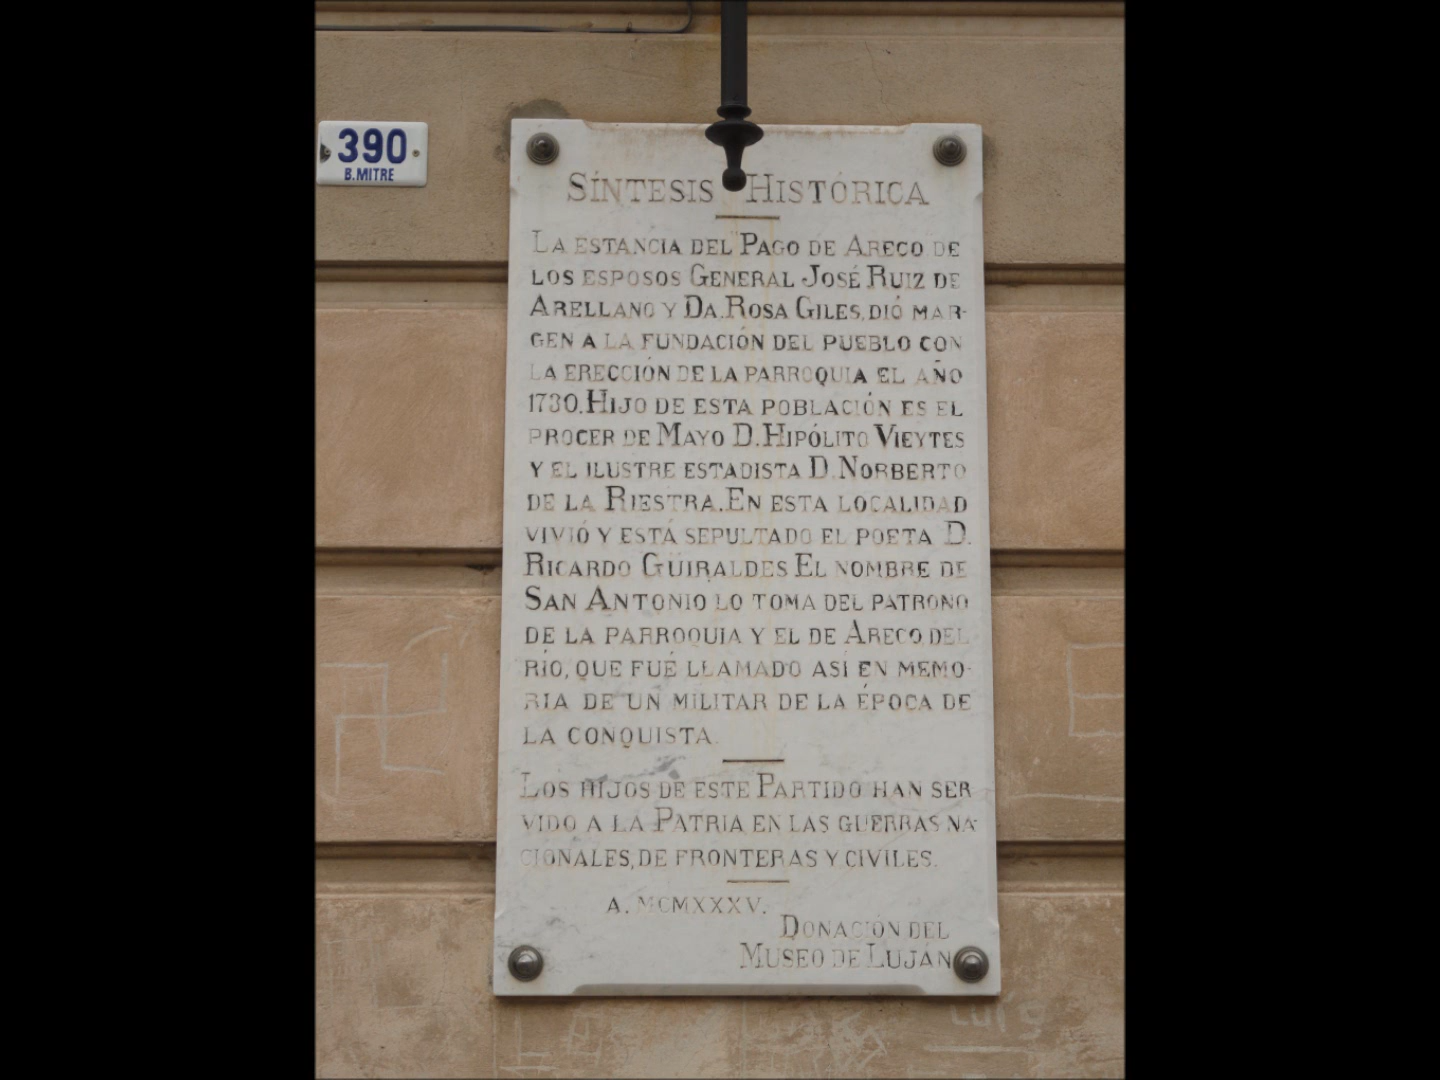 390
B. MITRE
SÍNTESIS HISTÓRICA
LA ESTANCIA DEL PAGO DE ARECO DE
LOS ESPOSOS GENERAL JOSÉ RUIZ DE
ARELLANO Y DA. ROSA GILES, DIÓ MAR-
GEN A LA FUNDACIÓN DEL PUEBLO CON
LA ERECCIÓN DE LA PARROQUIA EL AÑO
1730. HIJO DE ESTA POBLACIÓN ES EL
PROCER DE MAYO D. HIPÓLITO VIEYTES
Y EL ILUSTRE ESTADISTA D. NORBERTO
DE LA RIESTRA. EN ESTA LOCALIDAD
VIVIÓ Y ESTÁ SEPULTADO EL POETA D.
RICARDO GÜIRALDES EL NOMBRE DE
SAN ANTONIO LO TOMA DEL PATRONO
DE LA PARROQUIA Y EL DE ARECO, DEL
RÍO, QUE FUÉ LLAMADO ASÍ EN MEMO-
RIA DE UN MILITAR DE LA ÉPOCA DE
LA CONQUISTA.
LOS HIJOS DE ESTE PARTIDO HAN SER
VIDO A LA PATRIA EN LAS GUERRAS NA-
CIONALES, DE FRONTERAS Y CIVILES.
A. MCMXXXV.
DONACIÓN DEL
MUSEO DE LUJÁN